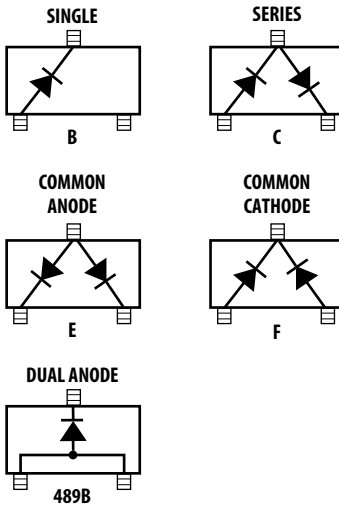 SINGLE
B
SERIES
C
COMMON
ANODE
E
COMMON
CATHODE
F
DUAL ANODE
489B